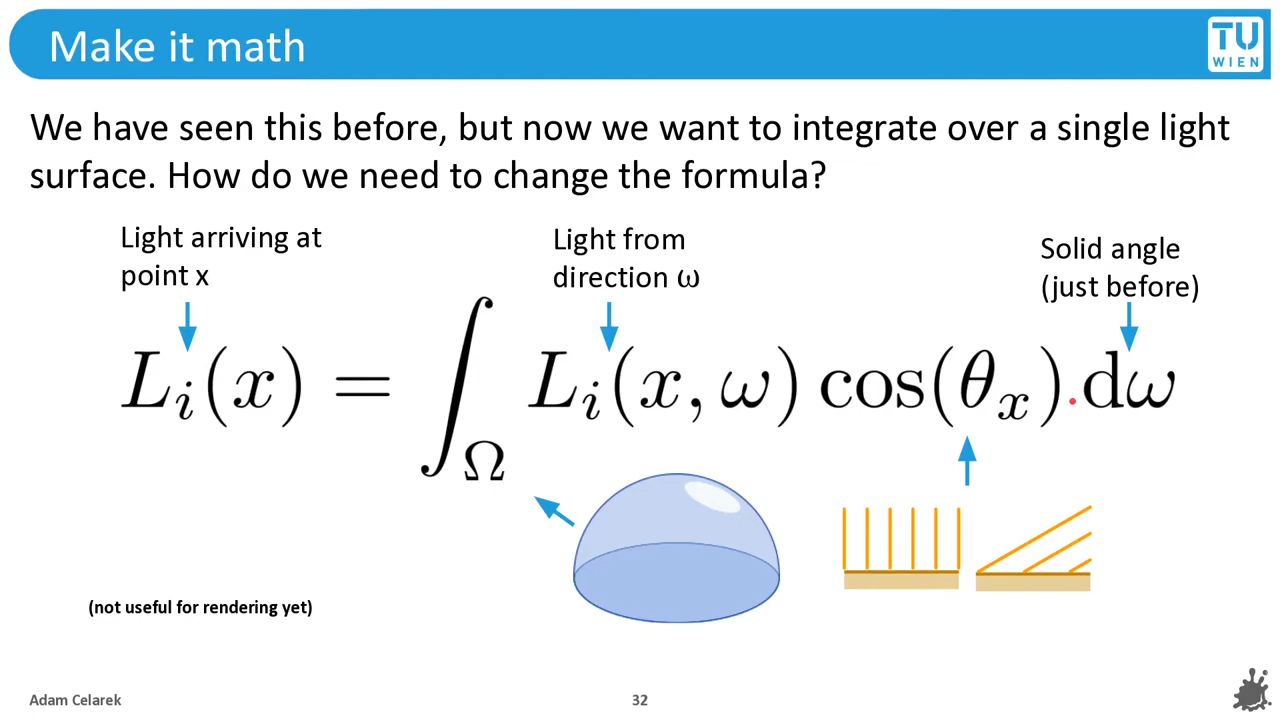 Make it math
TU
WIEN
We have seen this before, but now we want to integrate over a single light
surface. How do we need to change the formula?
Light arriving at
point x
Light from
direction ω
Solid angle
(just before)
L_i(x) = ∫_Ω L_i(x, ω) cos(θ_x) dω
(not useful for rendering yet)
Adam Celarek
32